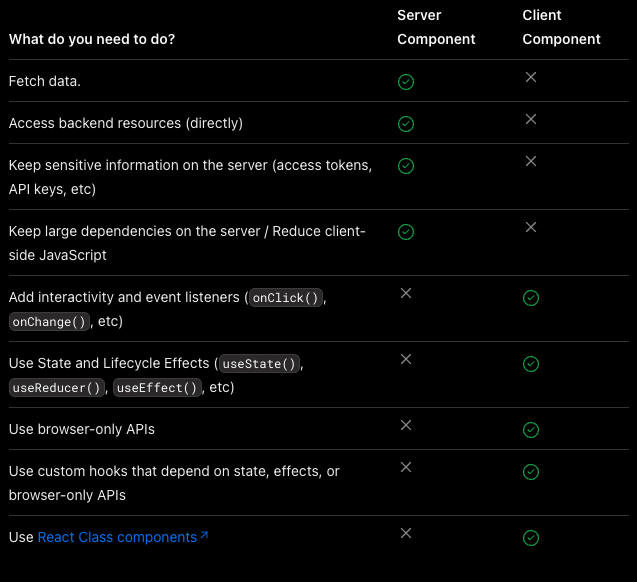 What do you need to do?
Server
Component
Client
Component
Fetch data.
Access backend resources (directly)
Keep sensitive information on the server (access tokens,
API keys, etc)
Keep large dependencies on the server / Reduce client-
side JavaScript
Add interactivity and event listeners (onClick(),
onChange(), etc)
Use State and Lifecycle Effects (useState(),
useReducer(), useEffect(), etc)
Use browser-only APIs
Use custom hooks that depend on state, effects, or
browser-only APIs
Use React Class components